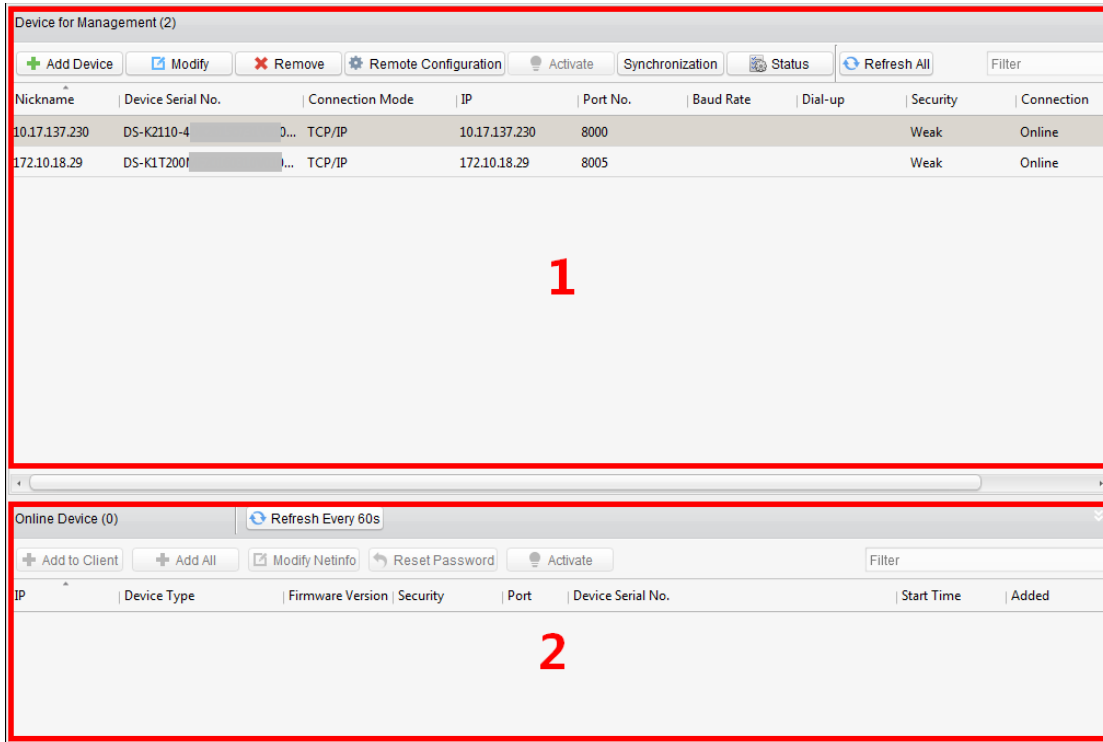 Device for Management (2)
Add Device Modify Remove Remote Configuration Activate Synchronization Status Refresh All Filter
Nickname Device Serial No. Connection Mode IP Port No. Baud Rate Dial-up Security Connection
10.17.137.230 DS-K2110-4 0... TCP/IP 10.17.137.230 8000 Weak Online
172.10.18.29 DS-K1T200 ... TCP/IP 172.10.18.29 8005 Weak Online
1
Online Device (0) Refresh Every 60s
Add to Client Add All Modify Netinfo Reset Password Activate Filter
IP Device Type Firmware Version Security Port Device Serial No. Start Time Added
2